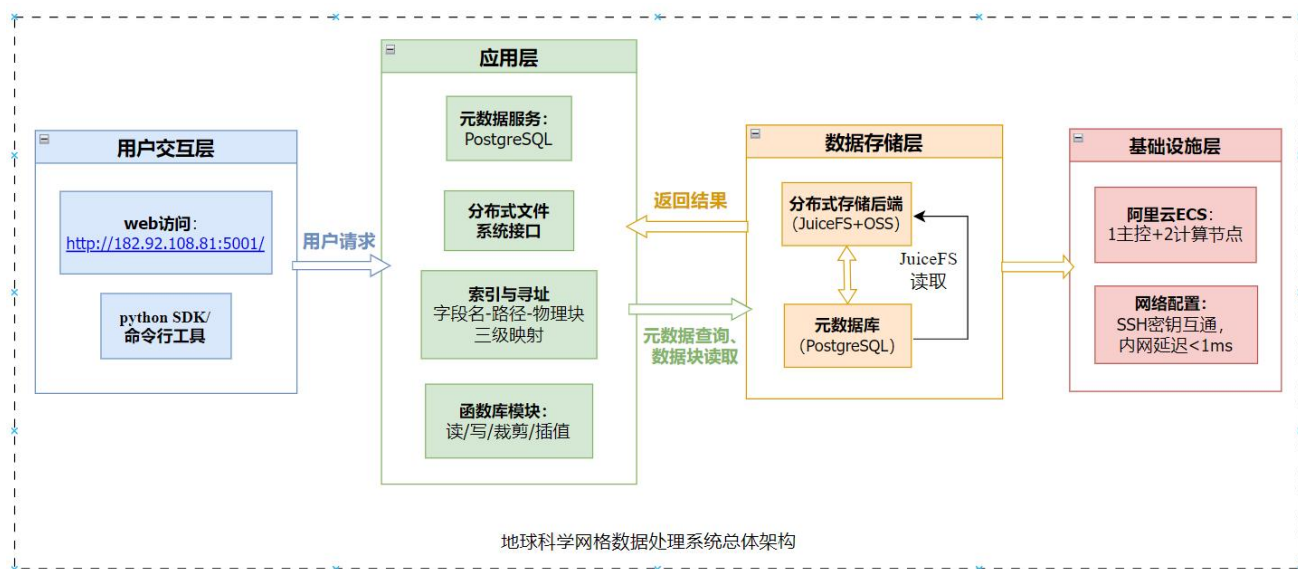 用户交互层
web访问：
http://182.92.108.81:5001/
python SDK/
命令行工具
用户请求
应用层
元数据服务：
PostgreSQL
分布式文件
系统接口
索引与寻址
字段名-路径-物理块
三级映射
函数库模块：
读/写/裁剪/插值
返回结果
元数据查询、
数据块读取
数据存储层
分布式存储后端
(JuiceFS+OSS)
JuiceFS
读取
元数据库
(PostgreSQL)
基础设施层
阿里云ECS：
1主控+2计算节点
网络配置：
SSH密钥互通，
内网延迟<1ms
地球科学网格数据处理系统总体架构